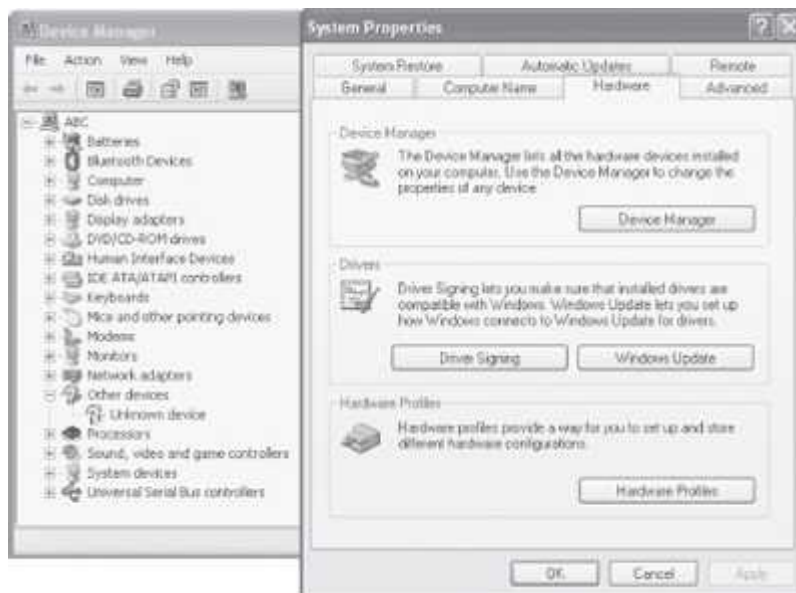 Device Manager
File Action View Help
ABC
Batteries
Bluetooth Devices
Computer
Disk drives
Display adapters
DVD/CD-ROM drives
Human Interface Devices
IDE ATA/ATAPI controllers
Keyboards
Mice and other pointing devices
Modems
Monitors
Network adapters
Other devices
Unknown device
Processors
Sound, video and game controllers
System devices
Universal Serial Bus controllers
System Properties
System Restore Automatic Updates Remote
General Computer Name Hardware Advanced
Device Manager
The Device Manager lists all the hardware devices installed
on your computer. Use the Device Manager to change the
properties of any device.
Device Manager
Drivers
Driver Signing lets you make sure that installed drivers are
compatible with Windows. Windows Update lets you set up
how Windows connects to Windows Update for drivers.
Driver Signing Windows Update
Hardware Profiles
Hardware profiles provide a way for you to set up and store
different hardware configurations.
Hardware Profiles
OK Cancel Apply